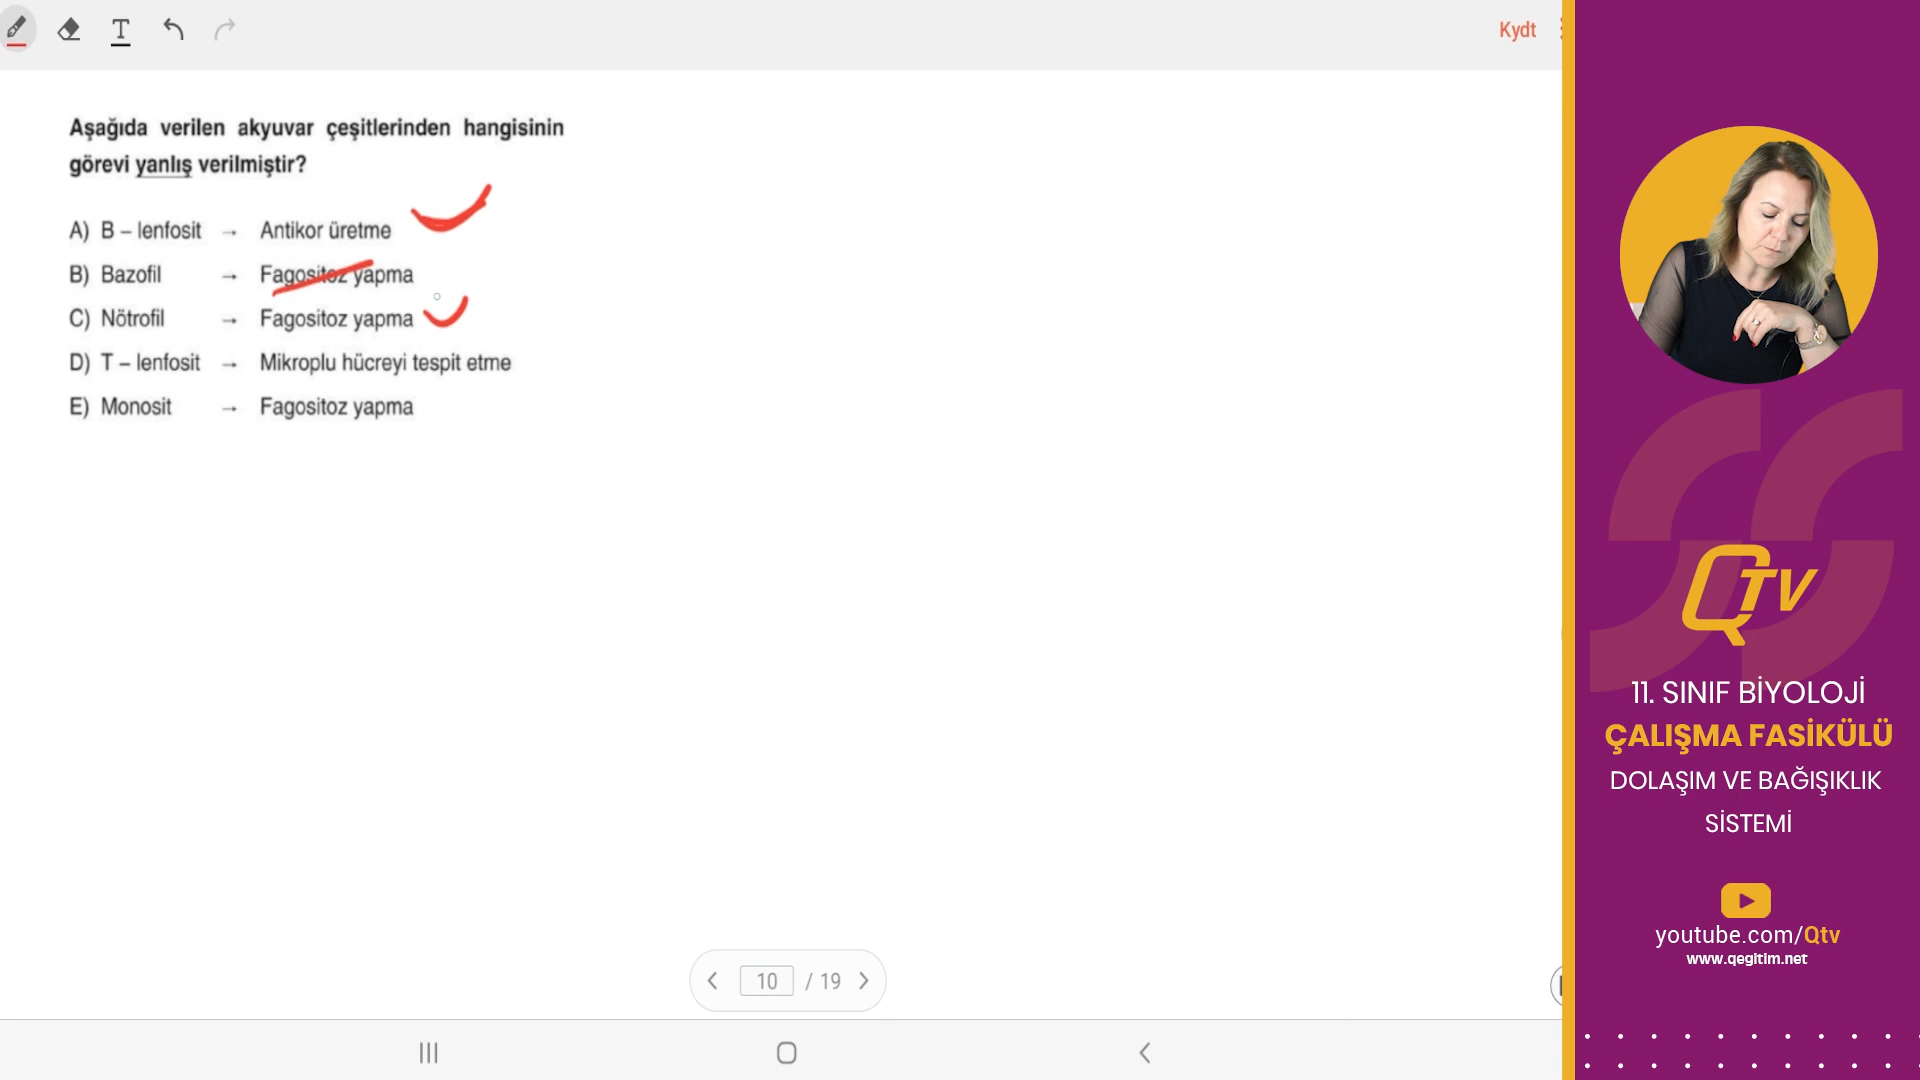 T
Kydt
Aşağıda verilen akyuvar çeşitlerinden hangisinin
görevi yanlış verilmiştir?
A) B – lenfosit → Antikor üretme
B) Bazofil → Fagositoz yapma
C) Nötrofil → Fagositoz yapma
D) T – lenfosit → Mikroplu hücreyi tespit etme
E) Monosit → Fagositoz yapma
10 / 19
QTV
11. SINIF BİYOLOJİ
ÇALIŞMA FASİKÜLÜ
DOLAŞIM VE BAĞIŞIKLIK
SİSTEMİ
youtube.com/Qtv
www.qegitim.net